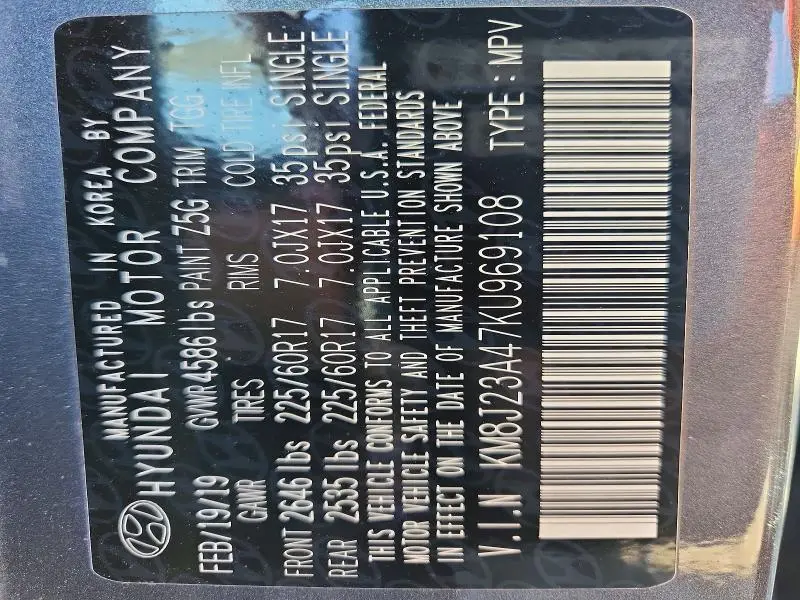 MANUFACTURED IN KOREA BY
HYUNDAI MOTOR COMPANY
FEB/19/19 GVWR 4586 lbs PAINT Z5G TRIM TGG
GAWR TIRES RIMS COLD TIRE INFL
FRONT 2646 lbs 225/60R17 7.0JX17 35psi SINGLE
REAR 2535 lbs 225/60R17 7.0JX17 35psi SINGLE
THIS VEHICLE CONFORMS TO ALL APPLICABLE U.S.A. FEDERAL
MOTOR VEHICLE SAFETY AND THEFT PREVENTION STANDARDS
IN EFFECT ON THE DATE OF MANUFACTURE SHOWN ABOVE
V.I.N KM8J23A47KU969108 TYPE : MPV